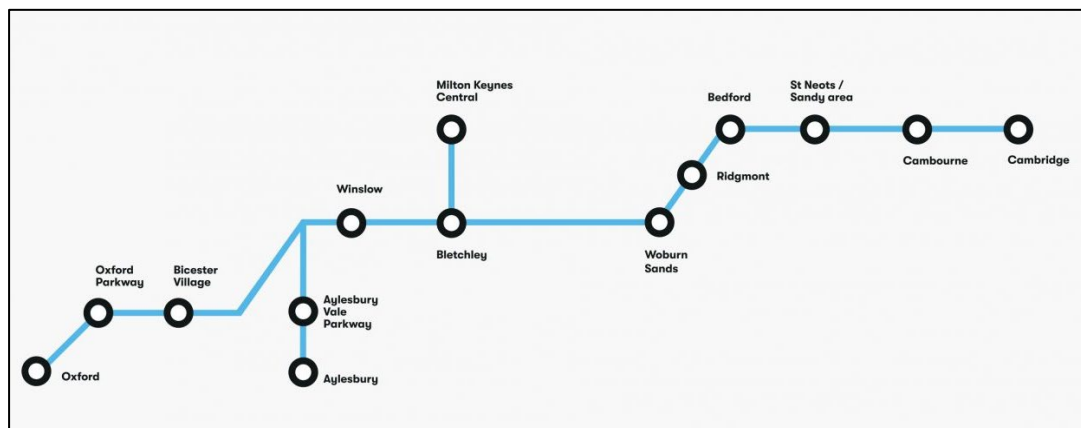 Milton Keynes
Central
Bedford
St Neots /
Sandy area
Cambourne
Cambridge
Ridgmont
Winslow
Bletchley
Woburn
Sands
Oxford
Parkway
Bicester
Village
Aylesbury
Vale
Parkway
Oxford
Aylesbury